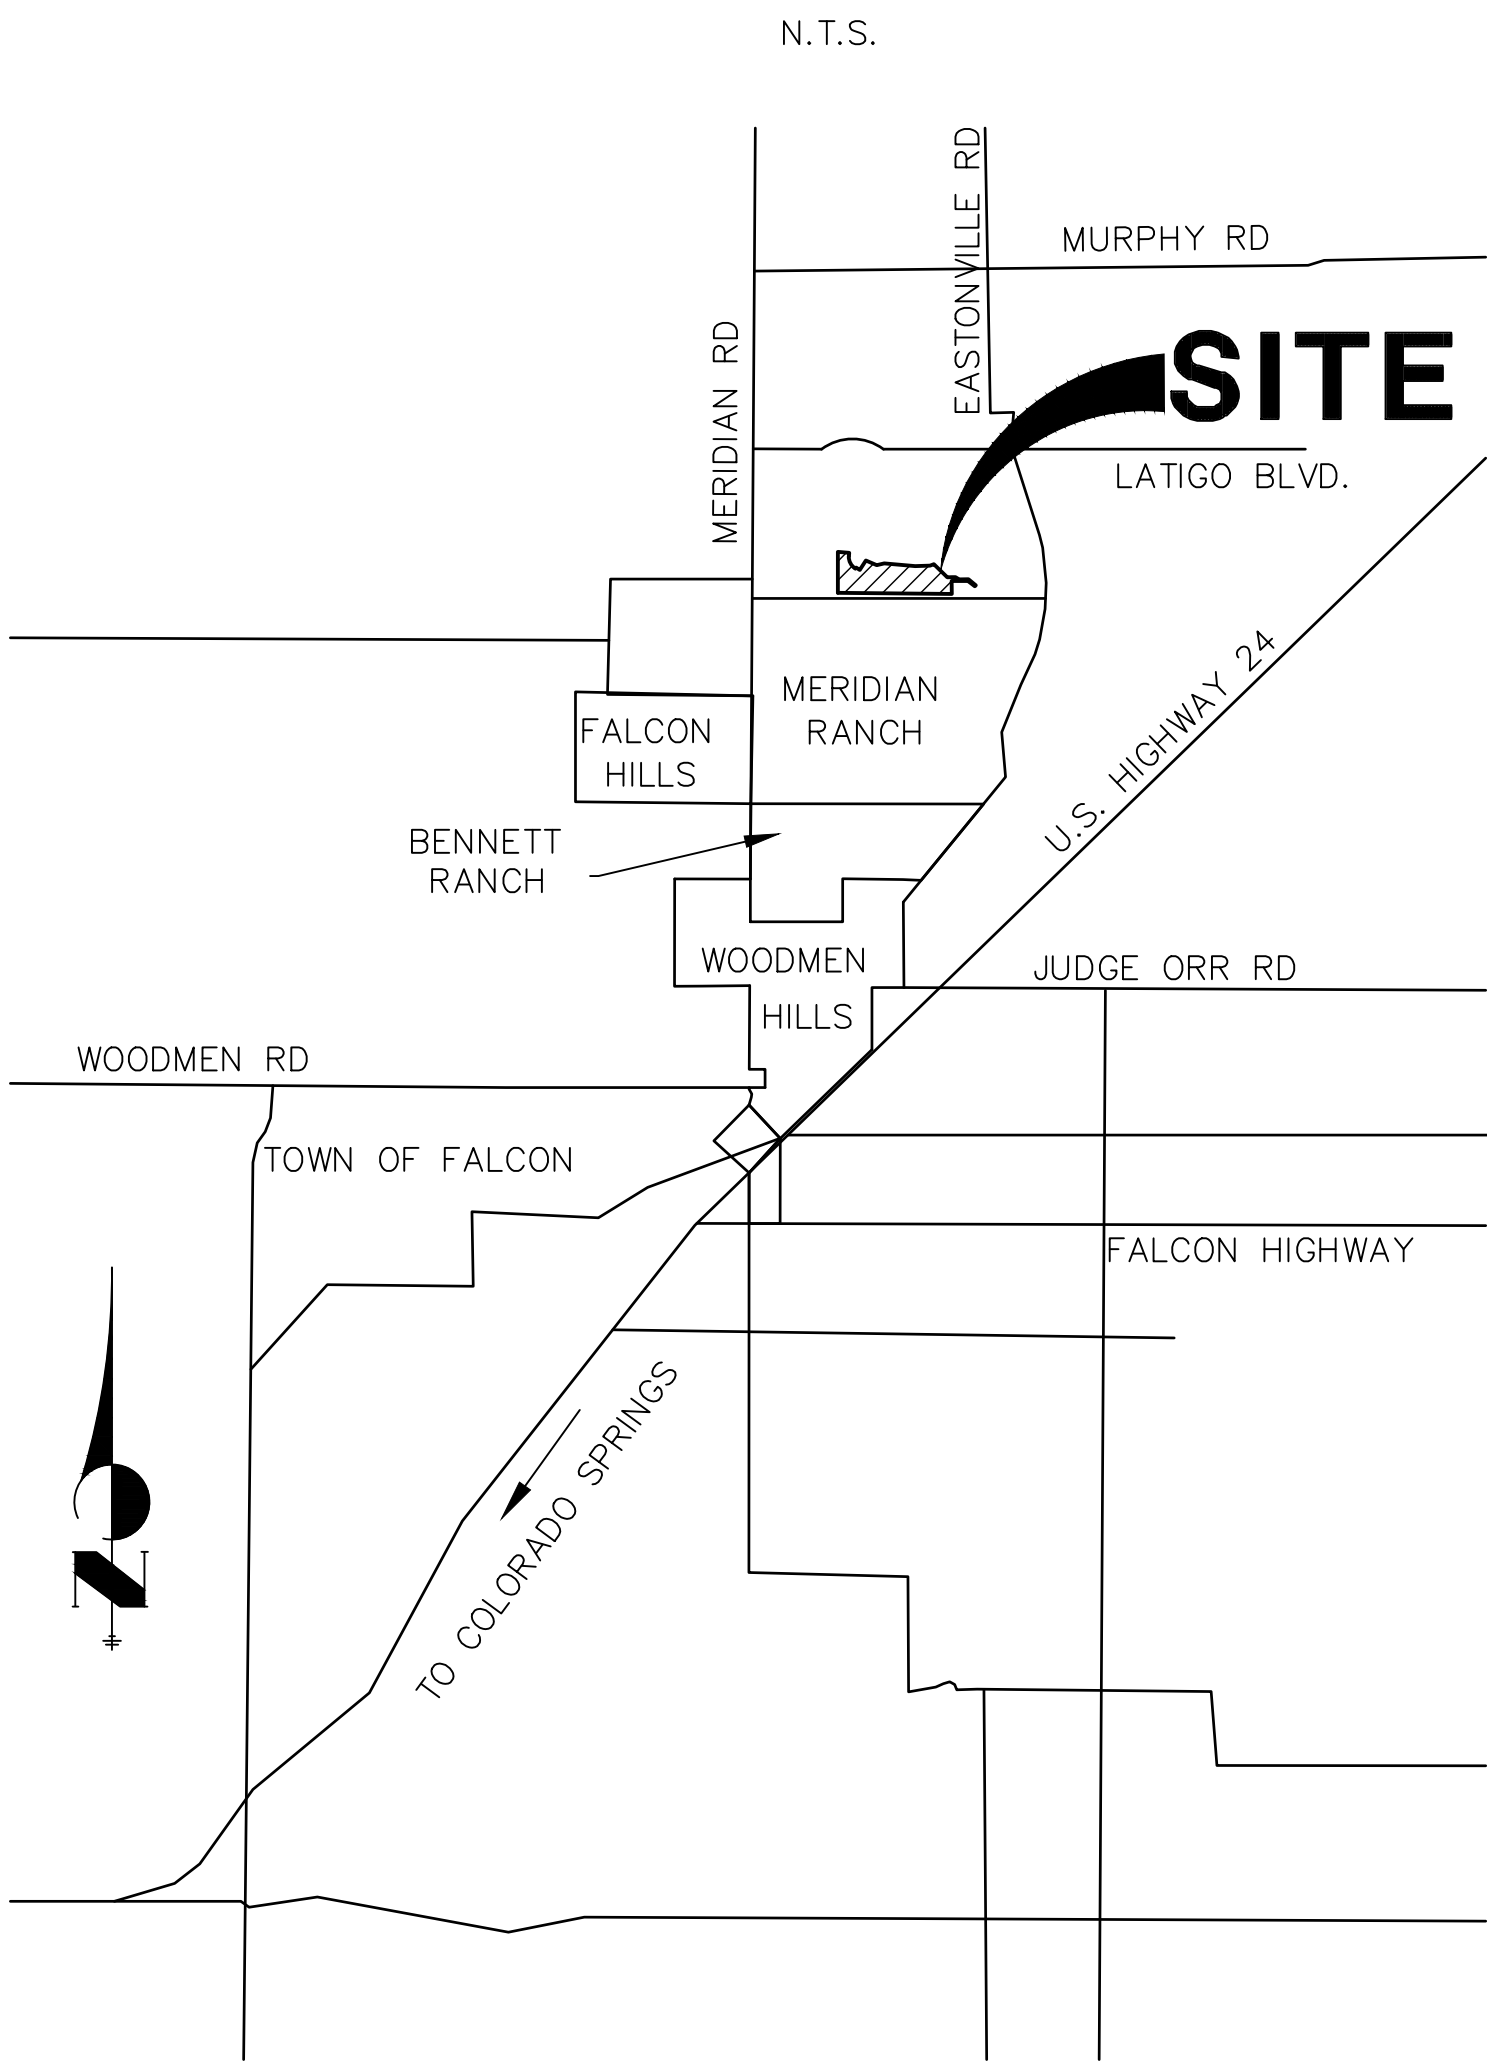 N.T.S.
EASTONVILLE RD
MURPHY RD
MERIDIAN RD
SITE
LATIGO BLVD.
U.S. HIGHWAY 24
MERIDIAN
RANCH
FALCON
HILLS
BENNETT
RANCH
WOODMEN
HILLS
JUDGE ORR RD
WOODMEN RD
TOWN OF FALCON
FALCON HIGHWAY
TO COLORADO SPRINGS
N